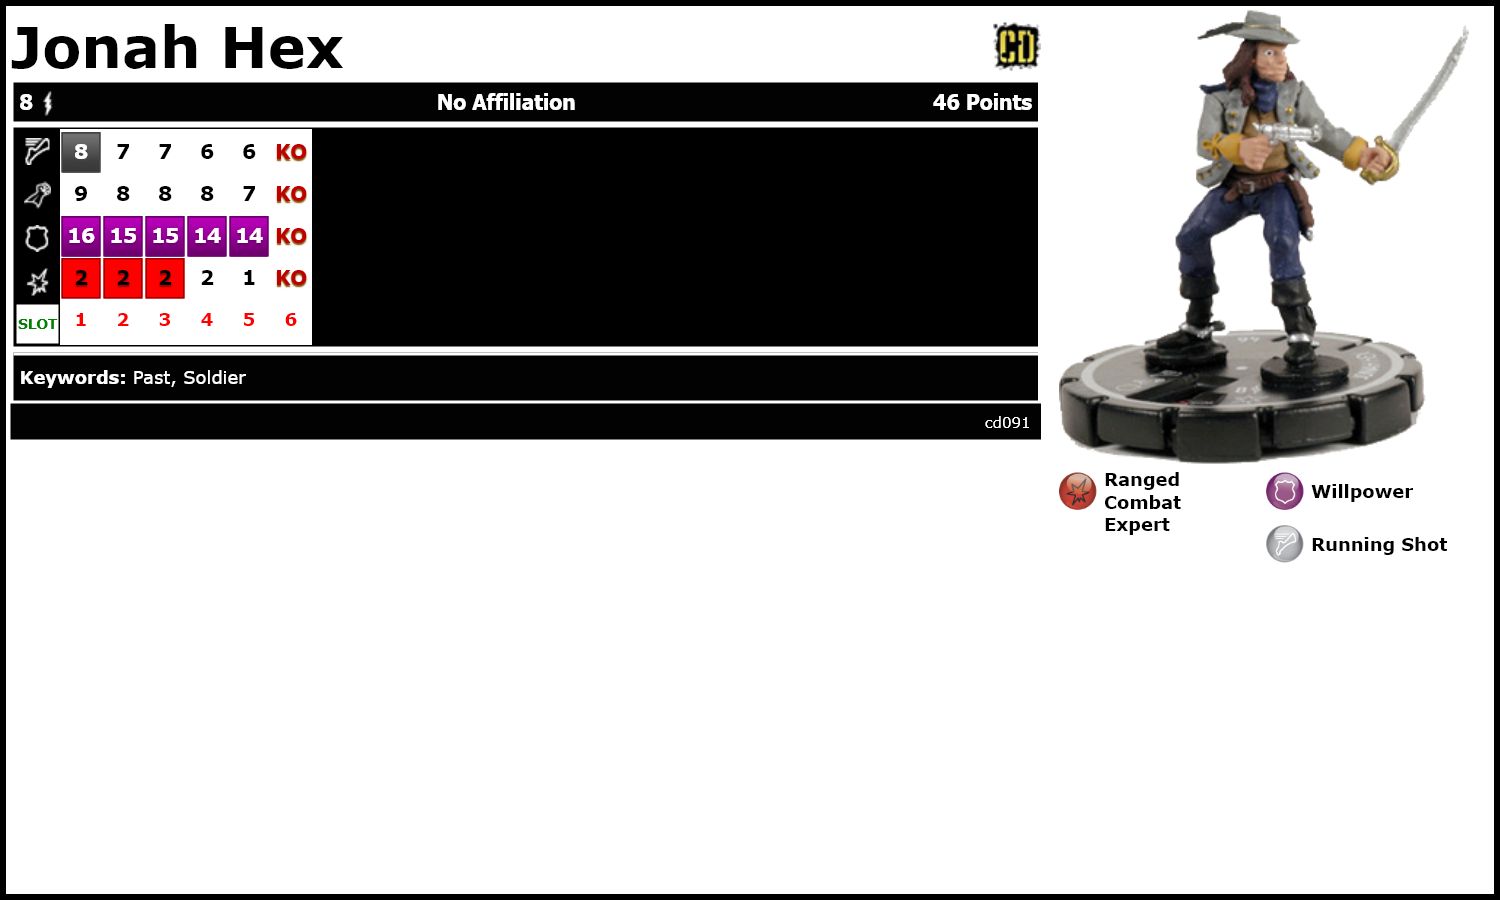 Jonah Hex
CD
8 No Affiliation 46 Points
8 7 7 6 6 KO
9 8 8 8 7 KO
16 15 15 14 14 KO
2 2 2 2 1 KO
SLOT 1 2 3 4 5 6
Keywords: Past, Soldier
cd091
Ranged
Combat
Expert
Willpower
Running Shot